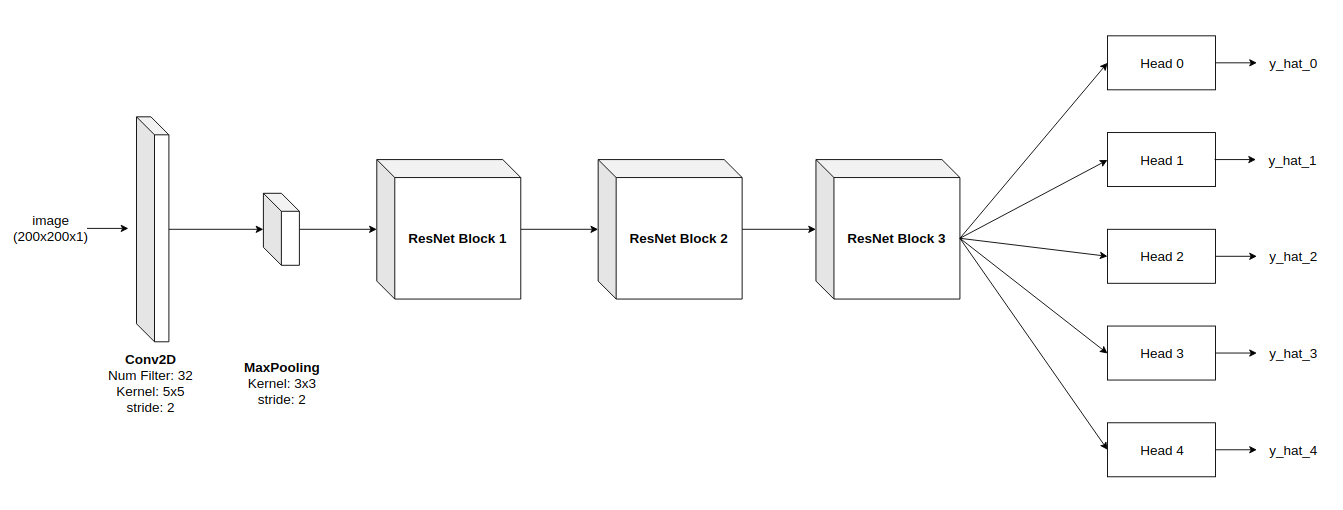 image
(200x200x1)
Conv2D
Num Filter: 32
Kernel: 5x5
stride: 2
MaxPooling
Kernel: 3x3
stride: 2
ResNet Block 1
ResNet Block 2
ResNet Block 3
Head 0
y_hat_0
Head 1
y_hat_1
Head 2
y_hat_2
Head 3
y_hat_3
Head 4
y_hat_4